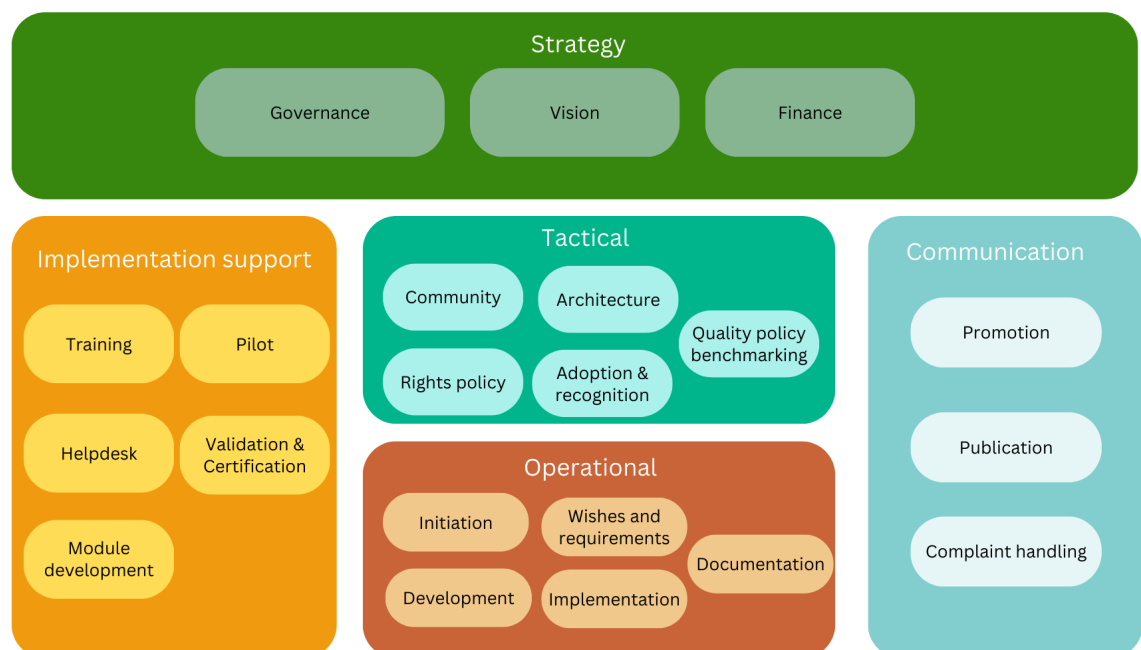 Strategy
Governance
Vision
Finance
Implementation support
Training
Pilot
Helpdesk
Validation &
Certification
Module
development
Tactical
Community
Architecture
Quality policy
benchmarking
Rights policy
Adoption &
recognition
Operational
Initiation
Wishes and
requirements
Documentation
Development
Implementation
Communication
Promotion
Publication
Complaint handling